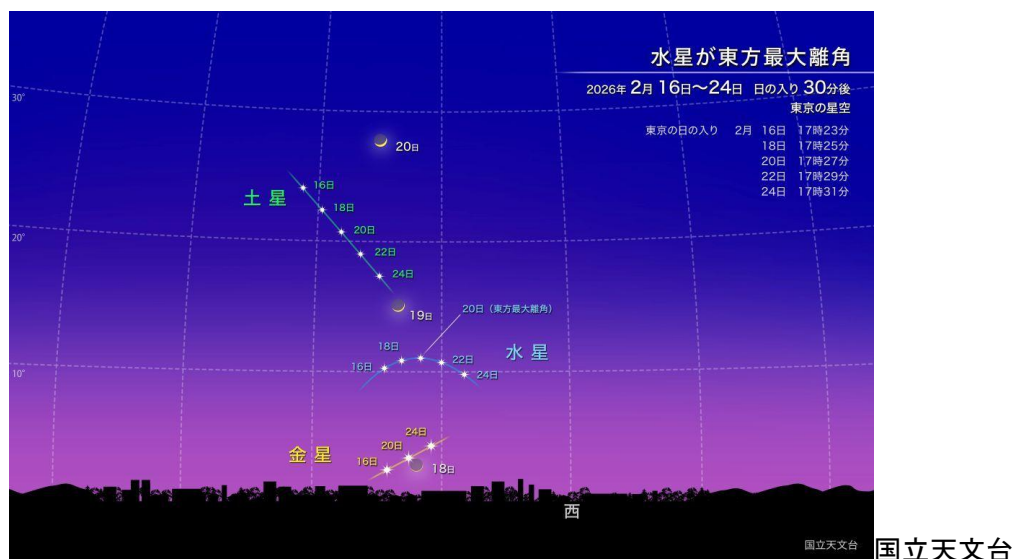 水星が東方最大離角
2026年 2月 16日〜24日 日の入り 30分後
東京の星空
東京の日の入り 2月 16日 17時23分
18日 17時25分
20日 17時27分
22日 17時29分
24日 17時31分
30°
20日
土星
16日
18日
20日
22日
24日
20°
19日
20日（東方最大離角）
水星
18日
16日
22日
24日
10°
金星
24日
20日
16日
18日
西
国立天文台
国立天文台